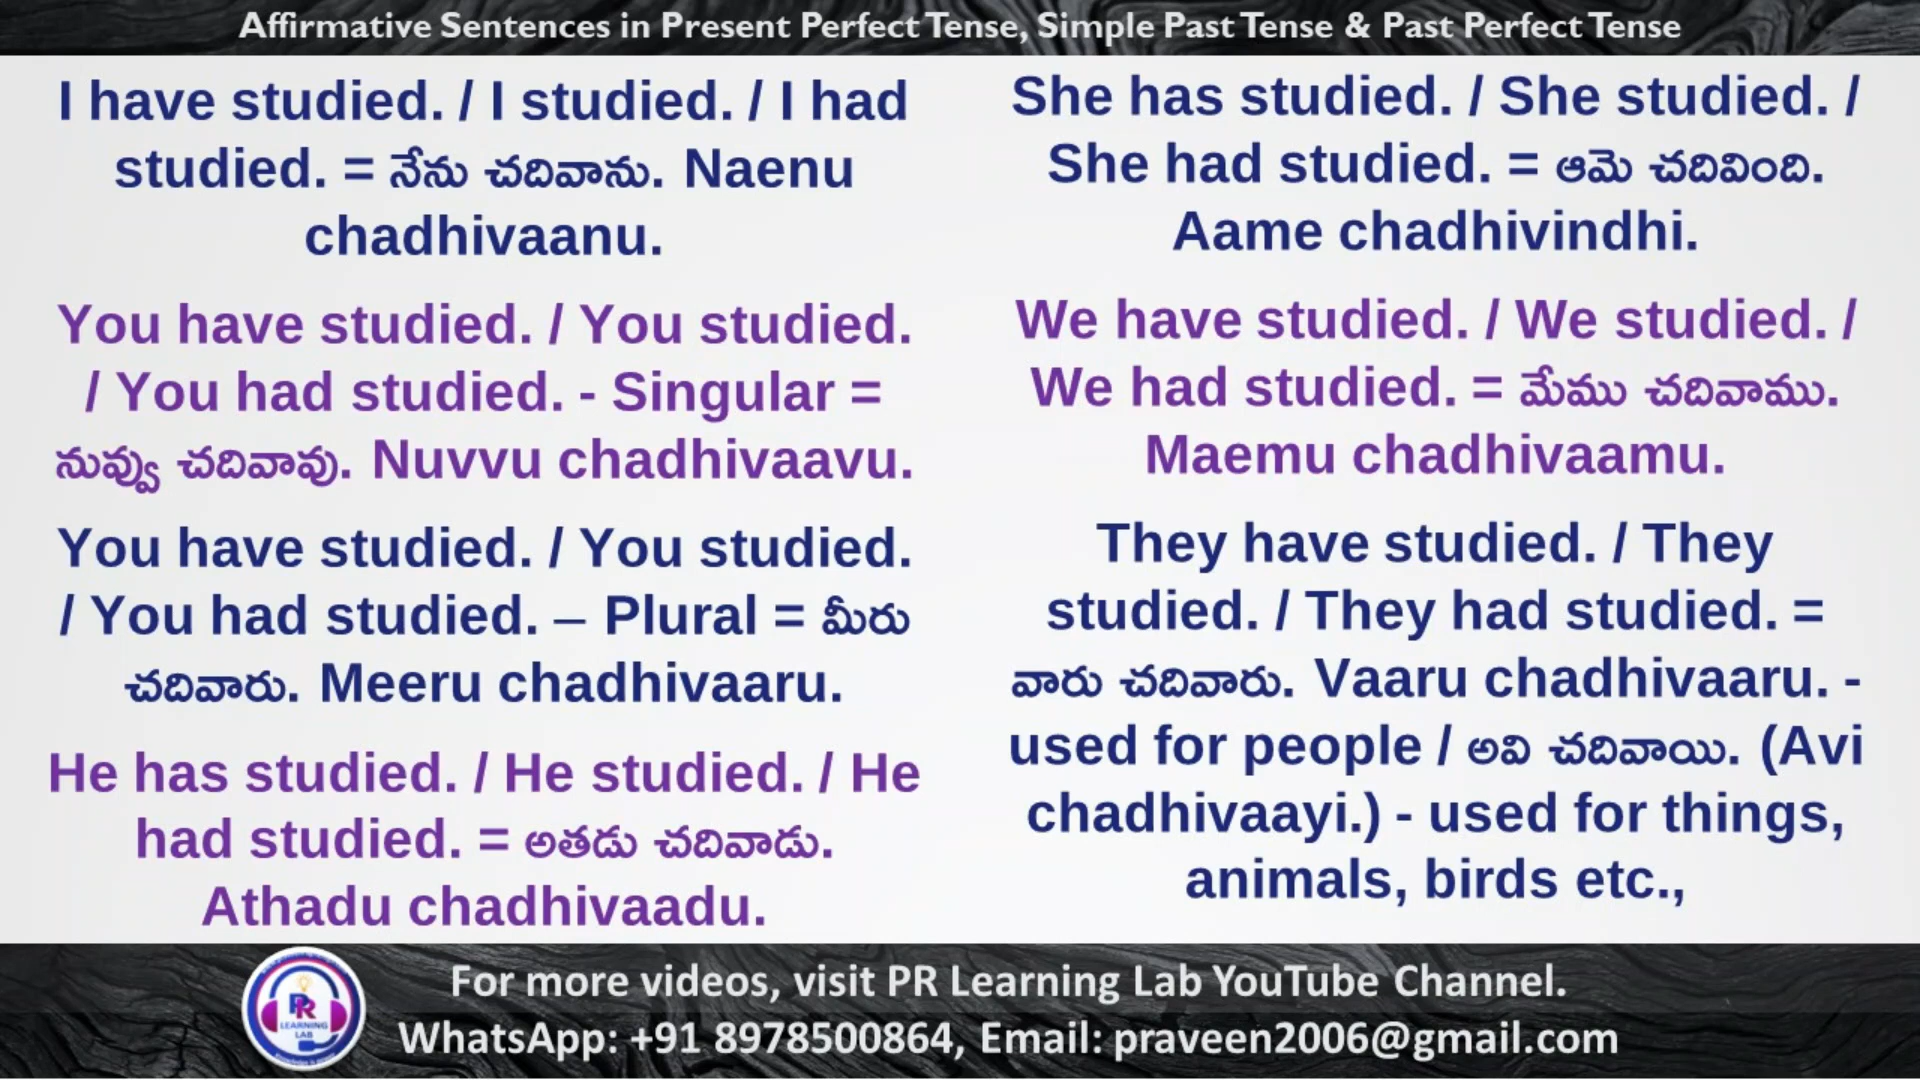 Affirmative Sentences in Present Perfect Tense, Simple Past Tense & Past Perfect Tense
I have studied. / I studied. / I had
studied. = నేను చదివాను. Naenu
chadhivaanu.
You have studied. / You studied.
/ You had studied. - Singular =
నువ్వు చదివావు. Nuvvu chadhivaavu.
You have studied. / You studied.
/ You had studied. – Plural = మీరు
చదివారు. Meeru chadhivaaru.
He has studied. / He studied. / He
had studied. = అతడు చదివాడు.
Athadu chadhivaadu.
She has studied. / She studied. /
She had studied. = ఆమె చదివింది.
Aame chadhivindhi.
We have studied. / We studied. /
We had studied. = మేము చదివాము.
Maemu chadhivaamu.
They have studied. / They
studied. / They had studied. =
వారు చదివారు. Vaaru chadhivaaru. -
used for people / అవి చదివాయి. (Avi
chadhivaayi.) - used for things,
animals, birds etc.,
PR
LEARNING
LAB
For more videos, visit PR Learning Lab YouTube Channel.
WhatsApp: +91 8978500864, Email: praveen2006@gmail.com